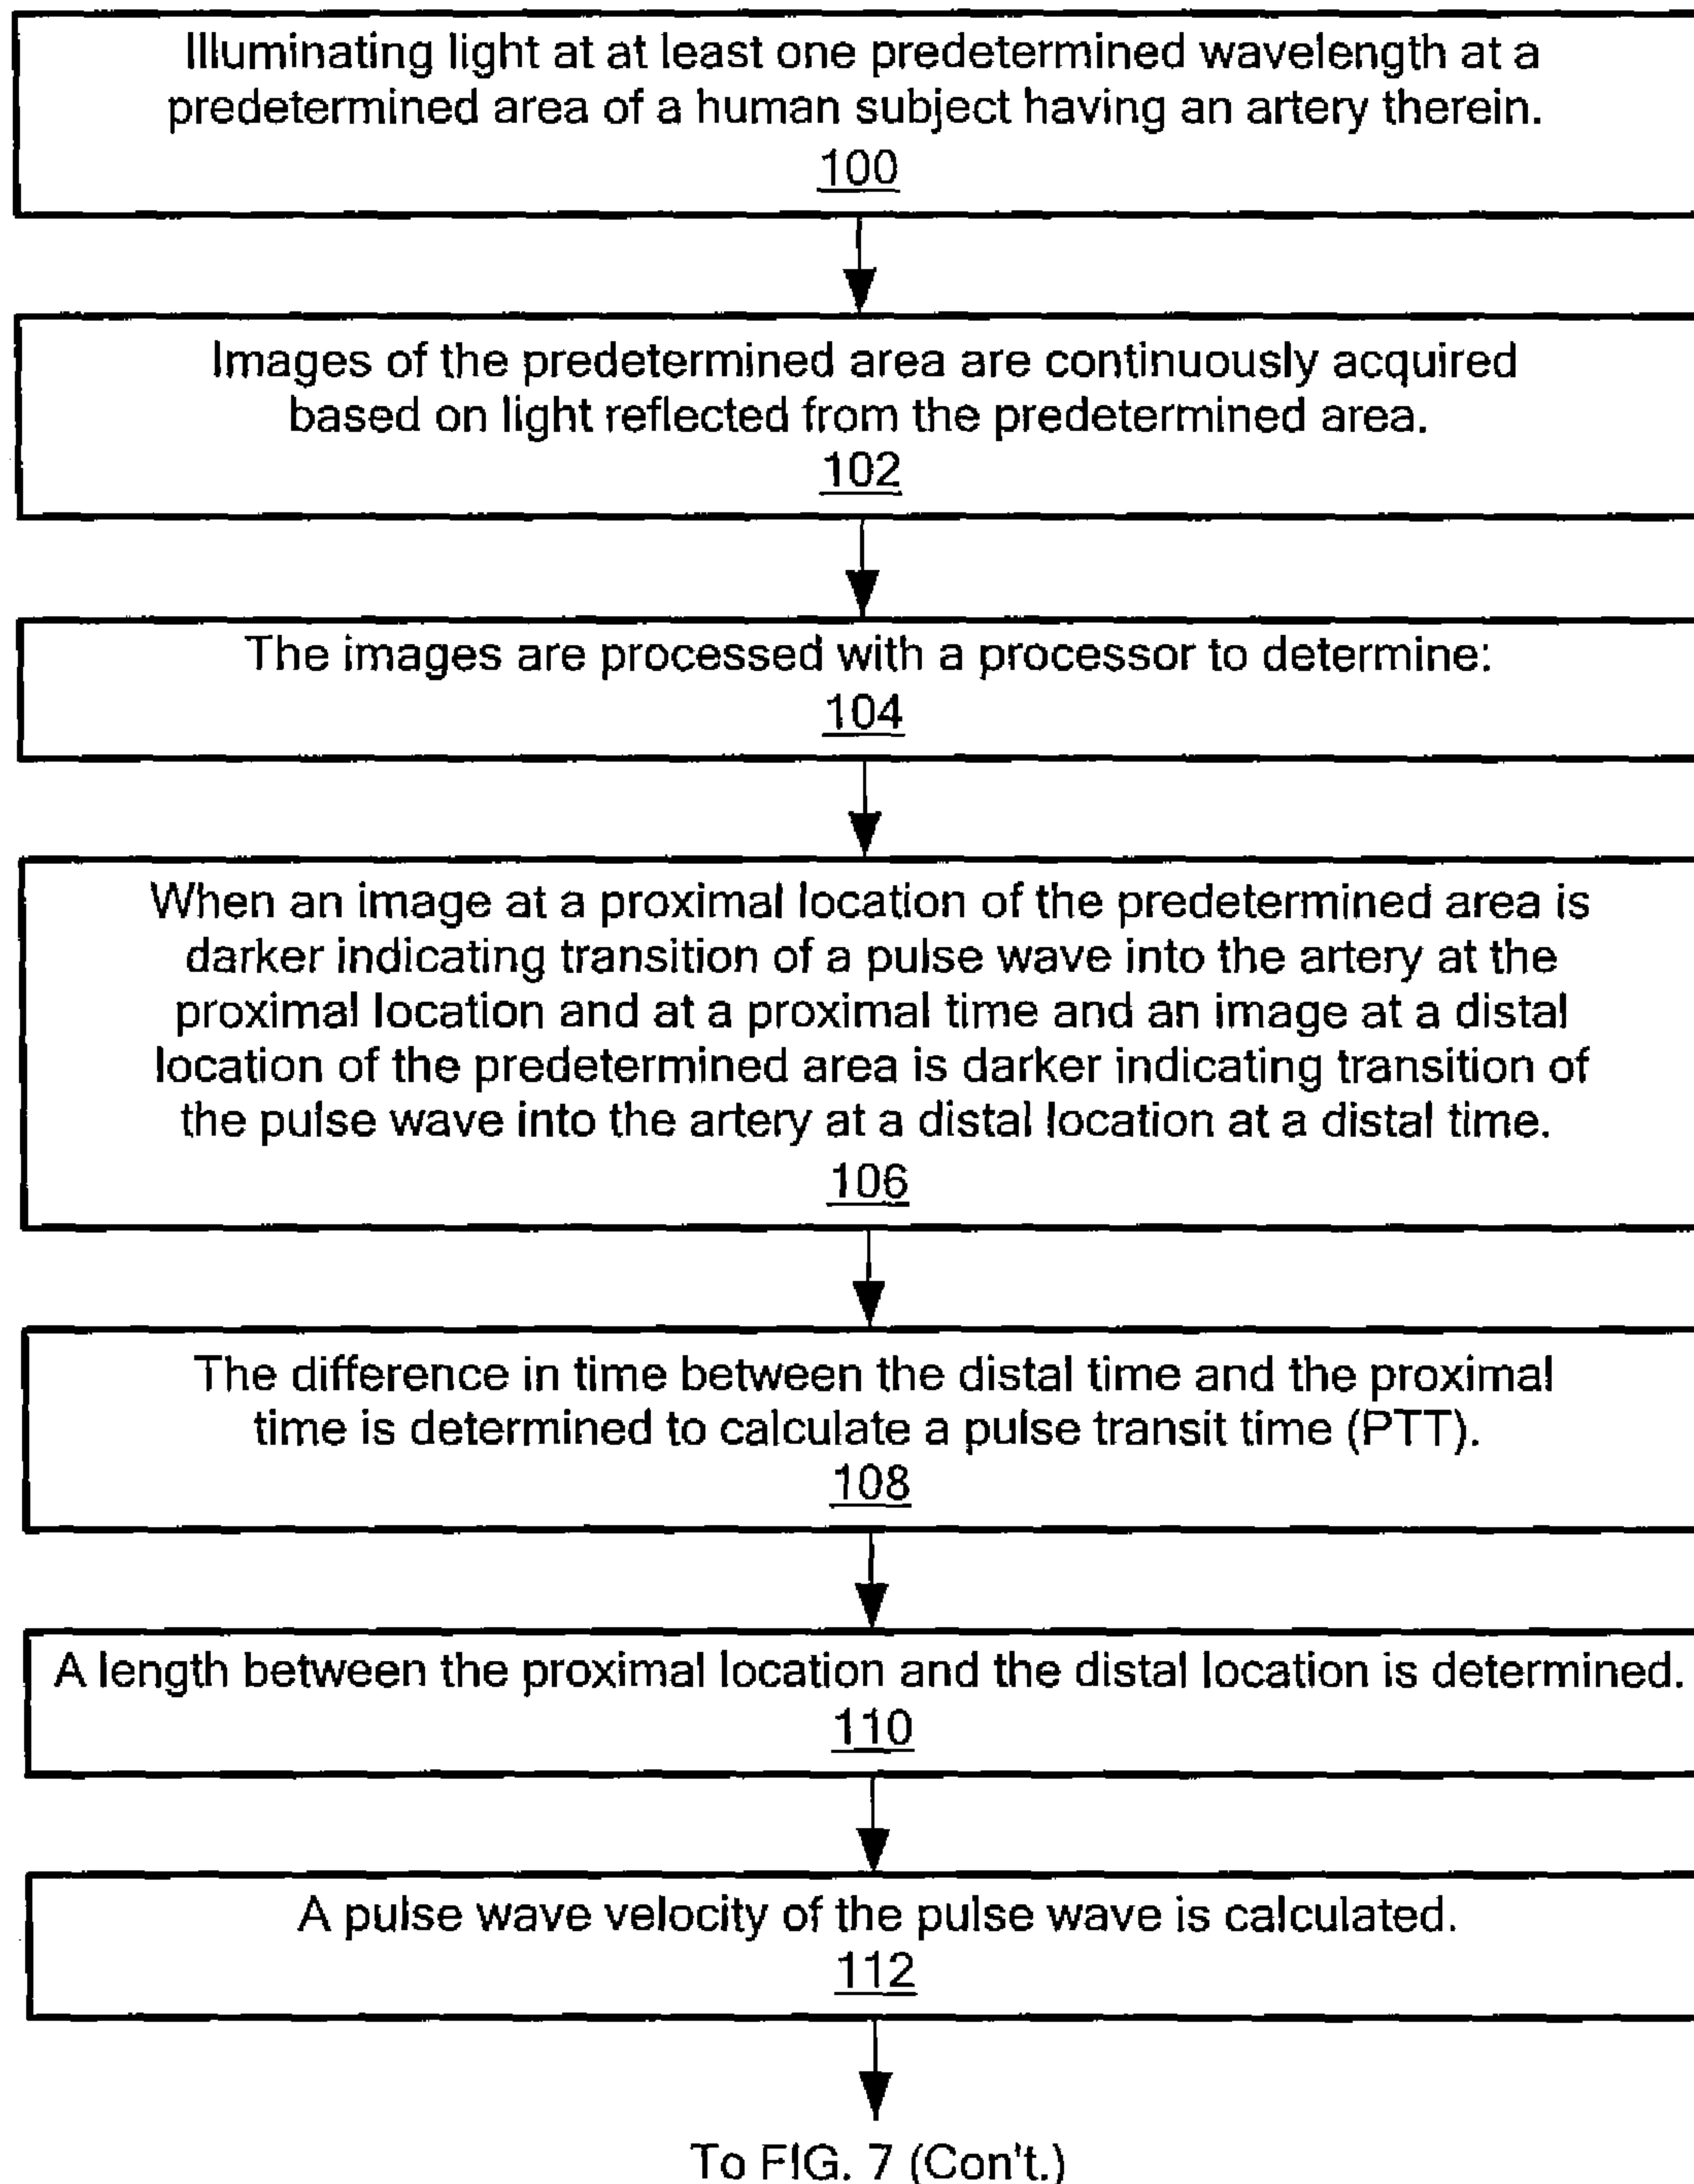 Illuminating light at at least one predetermined wavelength at a
predetermined area of a human subject having an artery therein.
100
Images of the predetermined area are continuously acquired
based on light reflected from the predetermined area.
102
The images are processed with a processor to determine:
104
When an image at a proximal location of the predetermined area is
darker indicating transition of a pulse wave into the artery at the
proximal location and at a proximal time and an image at a distal
location of the predetermined area is darker indicating transition of
the pulse wave into the artery at a distal location at a distal time.
106
The difference in time between the distal time and the proximal
time is determined to calculate a pulse transit time (PTT).
108
A length between the proximal location and the distal location is determined.
110
A pulse wave velocity of the pulse wave is calculated.
112
To FIG. 7 (Con't.)